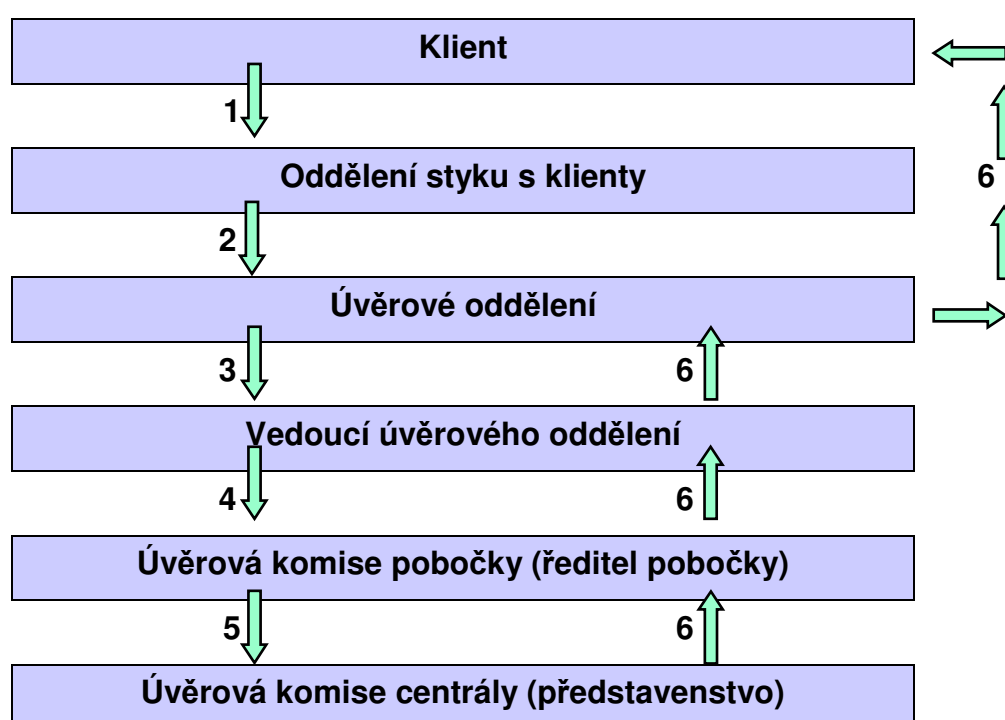 Klient
1
Oddělení styku s klienty
6
2
Úvěrové oddělení
3 6
Vedoucí úvěrového oddělení
4 6
Úvěrová komise pobočky (ředitel pobočky)
5 6
Úvěrová komise centrály (představenstvo)